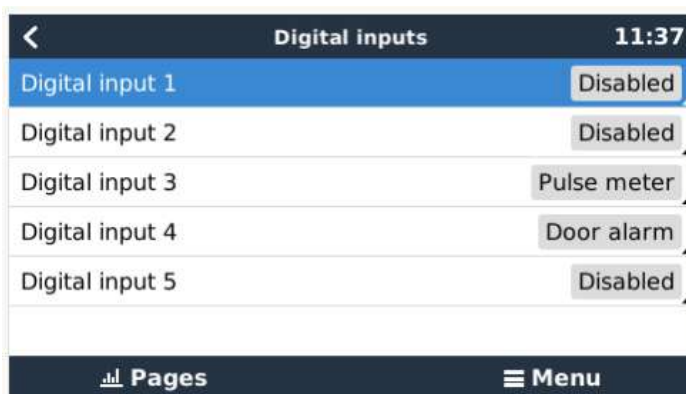 Digital inputs 11:37
Digital input 1 Disabled
Digital input 2 Disabled
Digital input 3 Pulse meter
Digital input 4 Door alarm
Digital input 5 Disabled
Pages Menu